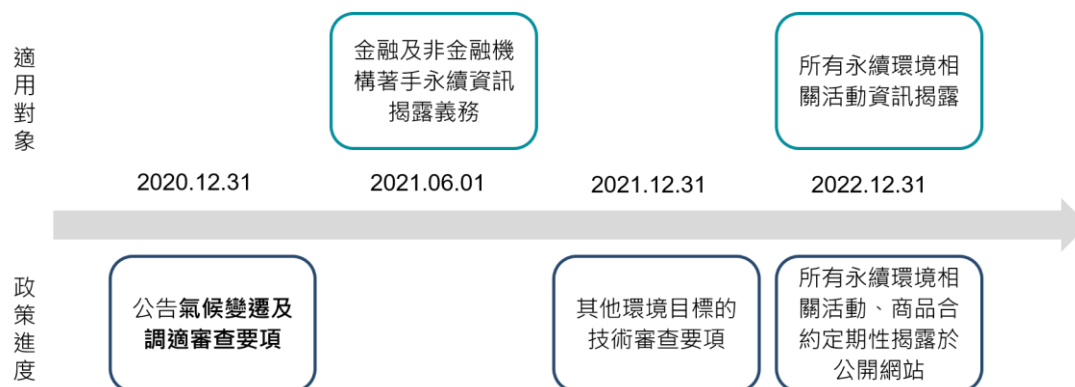 適用對象
金融及非金融機
構著手永續資訊
揭露義務
所有永續環境相
關活動資訊揭露
2020.12.31
2021.06.01
2021.12.31
2022.12.31
政策進度
公告氣候變遷及
調適審查要項
其他環境目標的
技術審查要項
所有永續環境相
關活動、商品合
約定期性揭露於
公開網站